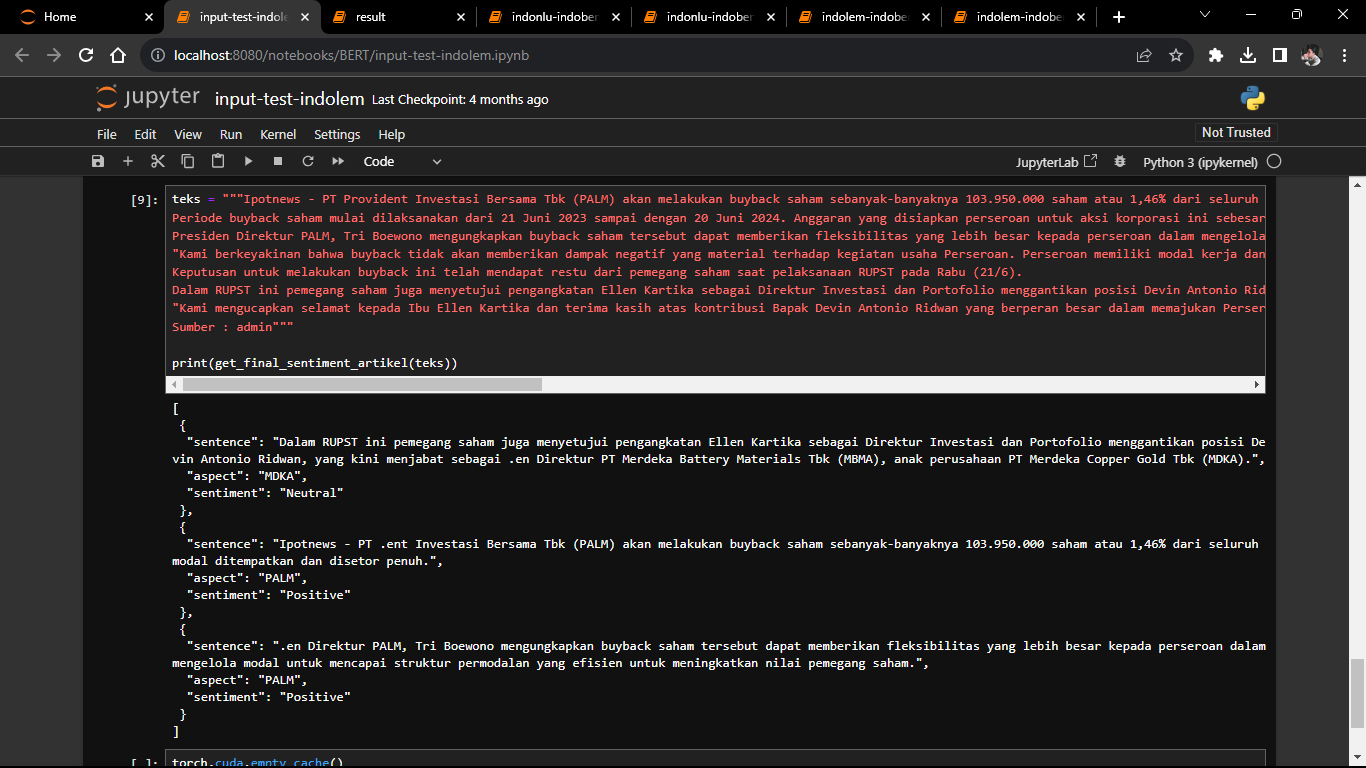 Home
input-test-indole
result
indonlu-indober
indonlu-indober
indolem-indobe
indolem-indobe
localhost:8080/notebooks/BERT/input-test-indolem.ipynb
jupyter input-test-indolem Last Checkpoint: 4 months ago
File Edit View Run Kernel Settings Help
Not Trusted
Code
JupyterLab
Python 3 (ipykernel)
[9]: teks = """Ipotnews - PT Provident Investasi Bersama Tbk (PALM) akan melakukan buyback saham sebanyak-banyaknya 103.950.000 saham atau 1,46% dari seluruh
Periode buyback saham mulai dilaksanakan dari 21 Juni 2023 sampai dengan 20 Juni 2024. Anggaran yang disiapkan perseroan untuk aksi korporasi ini sebesar
Presiden Direktur PALM, Tri Boewono mengungkapkan buyback saham tersebut dapat memberikan fleksibilitas yang lebih besar kepada perseroan dalam mengelola
"Kami berkeyakinan bahwa buyback tidak akan memberikan dampak negatif yang material terhadap kegiatan usaha Perseroan. Perseroan memiliki modal kerja dan
Keputusan untuk melakukan buyback ini telah mendapat restu dari pemegang saham saat pelaksanaan RUPST pada Rabu (21/6).
Dalam RUPST ini pemegang saham juga menyetujui pengangkatan Ellen Kartika sebagai Direktur Investasi dan Portofolio menggantikan posisi Devin Antonio Rid
"Kami mengucapkan selamat kepada Ibu Ellen Kartika dan terima kasih atas kontribusi Bapak Devin Antonio Ridwan yang berperan besar dalam memajukan Perser
Sumber : admin"""
print(get_final_sentiment_artikel(teks))
[
{
"sentence": "Dalam RUPST ini pemegang saham juga menyetujui pengangkatan Ellen Kartika sebagai Direktur Investasi dan Portofolio menggantikan posisi De
vin Antonio Ridwan, yang kini menjabat sebagai .en Direktur PT Merdeka Battery Materials Tbk (MBMA), anak perusahaan PT Merdeka Copper Gold Tbk (MDKA).",
"aspect": "MDKA",
"sentiment": "Neutral"
},
{
"sentence": "Ipotnews - PT .ent Investasi Bersama Tbk (PALM) akan melakukan buyback saham sebanyak-banyaknya 103.950.000 saham atau 1,46% dari seluruh
modal ditempatkan dan disetor penuh.",
"aspect": "PALM",
"sentiment": "Positive"
},
{
"sentence": ".en Direktur PALM, Tri Boewono mengungkapkan buyback saham tersebut dapat memberikan fleksibilitas yang lebih besar kepada perseroan dalam
mengelola modal untuk mencapai struktur permodalan yang efisien untuk meningkatkan nilai pemegang saham.",
"aspect": "PALM",
"sentiment": "Positive"
}
]
[ ]: torch.cuda.empty_cache()